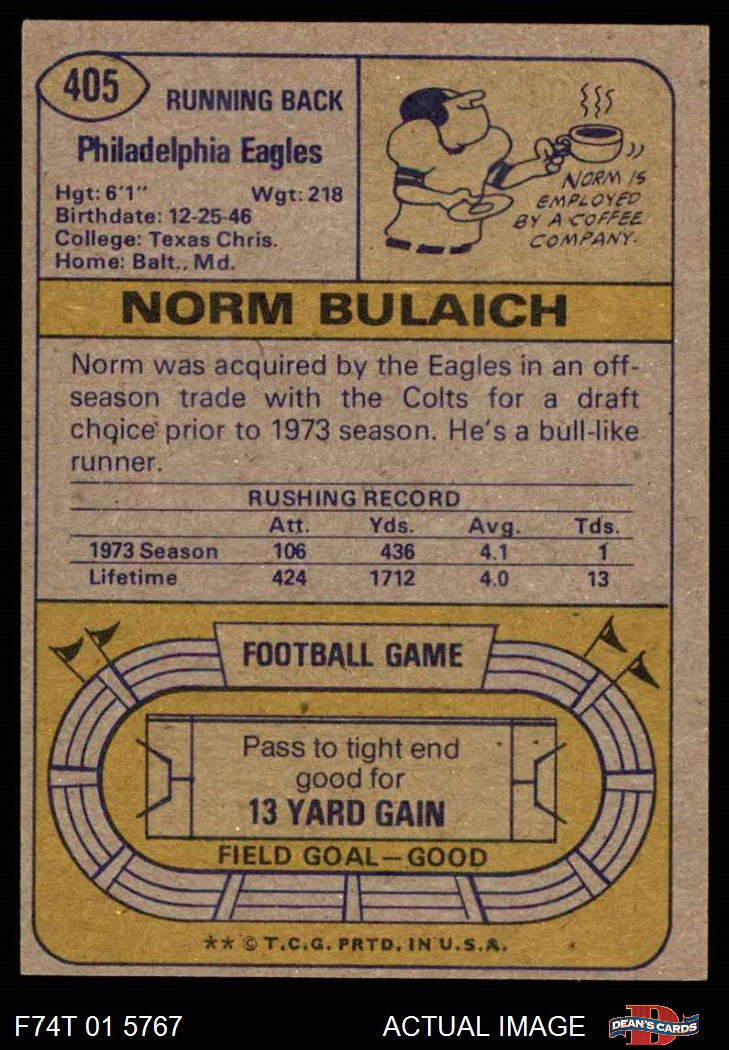 405
RUNNING BACK
Philadelphia Eagles
Hgt: 6'1" Wgt: 218
Birthdate: 12-25-46
College: Texas Chris.
Home: Balt., Md.
NORM IS
EMPLOYED
BY A COFFEE
COMPANY.
NORM BULAICH
Norm was acquired by the Eagles in an off-
season trade with the Colts for a draft
choice prior to 1973 season. He's a bull-like
runner.
RUSHING RECORD
Att. Yds. Avg. Tds.
1973 Season 106 436 4.1 1
Lifetime 424 1712 4.0 13
FOOTBALL GAME
Pass to tight end
good for
13 YARD GAIN
FIELD GOAL—GOOD
** © T.C.G. PRTD. IN U.S.A.
F74T 01 5767 ACTUAL IMAGE
D
DEAN'S CARDS